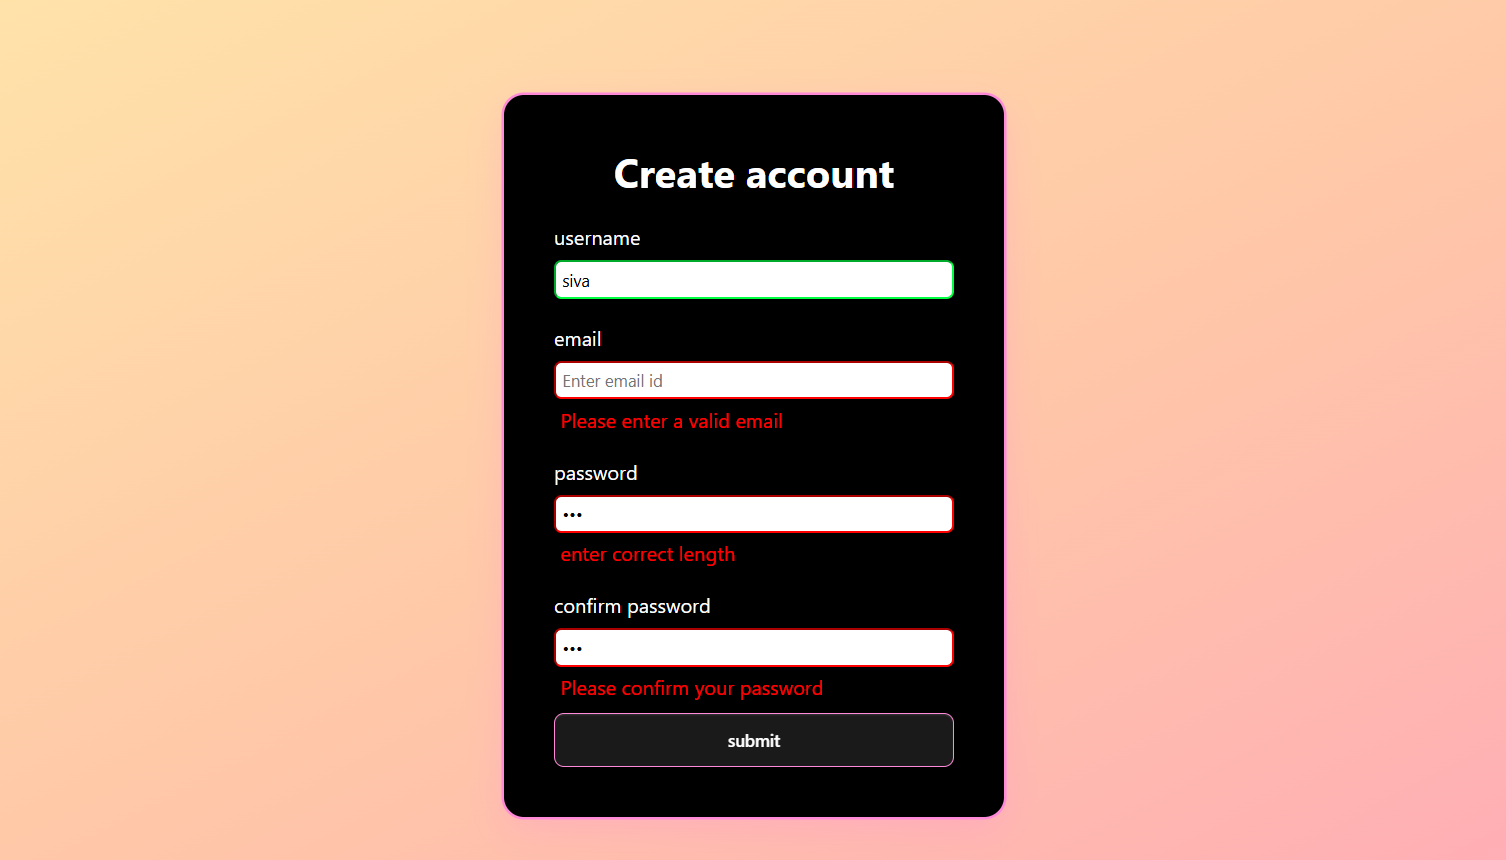 Create account
username
siva
email
Enter email id
Please enter a valid email
password
•••
enter correct length
confirm password
•••
Please confirm your password
submit